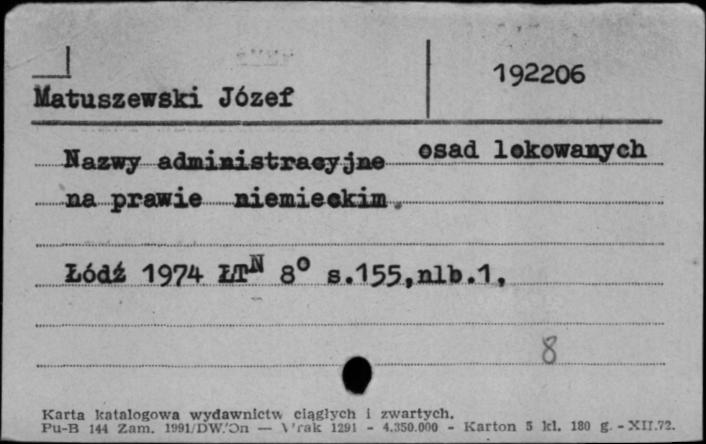 192206
Matuszewski Józef
Nazwy administracyjne osad lokowanych
na prawie niemieckim.
Łódź 1974 ŁTN 8° s.155,nlb.1,
8
Karta katalogowa wydawnictw ciągłych i zwartych.
Pu-B 144 Zam. 1991/DW/On — 1291 - 4.350.000 - Karton 5 kl. 180 g. - XII.72.